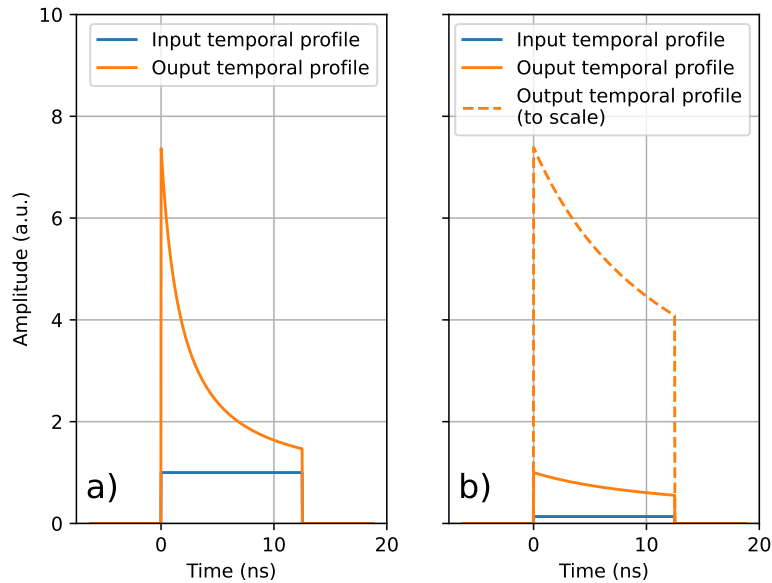 10
8
6
4
2
0
Amplitude (a.u.)
Input temporal profile
Ouput temporal profile
a)
0
10
20
Time (ns)
Input temporal profile
Ouput temporal profile
Output temporal profile
(to scale)
b)
0
10
20
Time (ns)